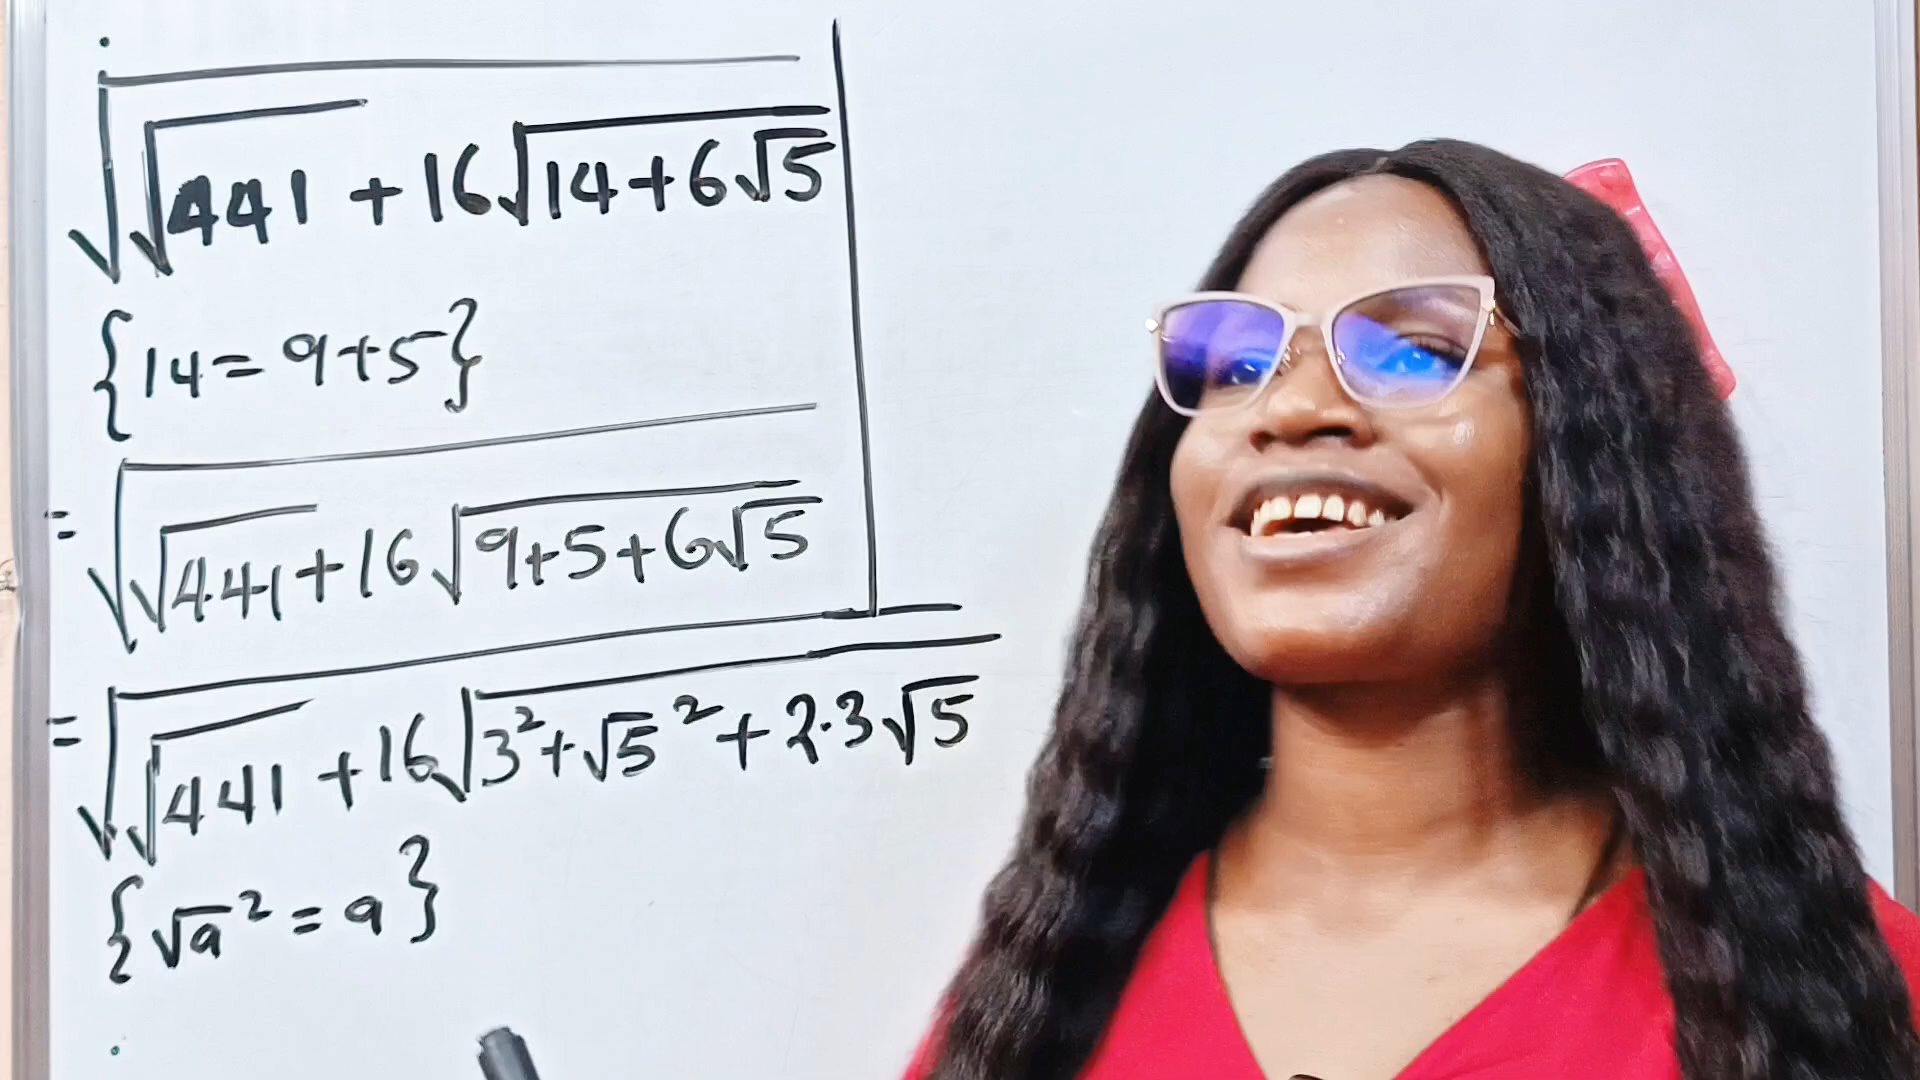 √(√441 + 16√(14+6√5))
{14 = 9+5}
= √(√441 + 16√(9+5+6√5))
= √(√441 + 16√(3²+√5²+2·3√5))
{√a² = a}